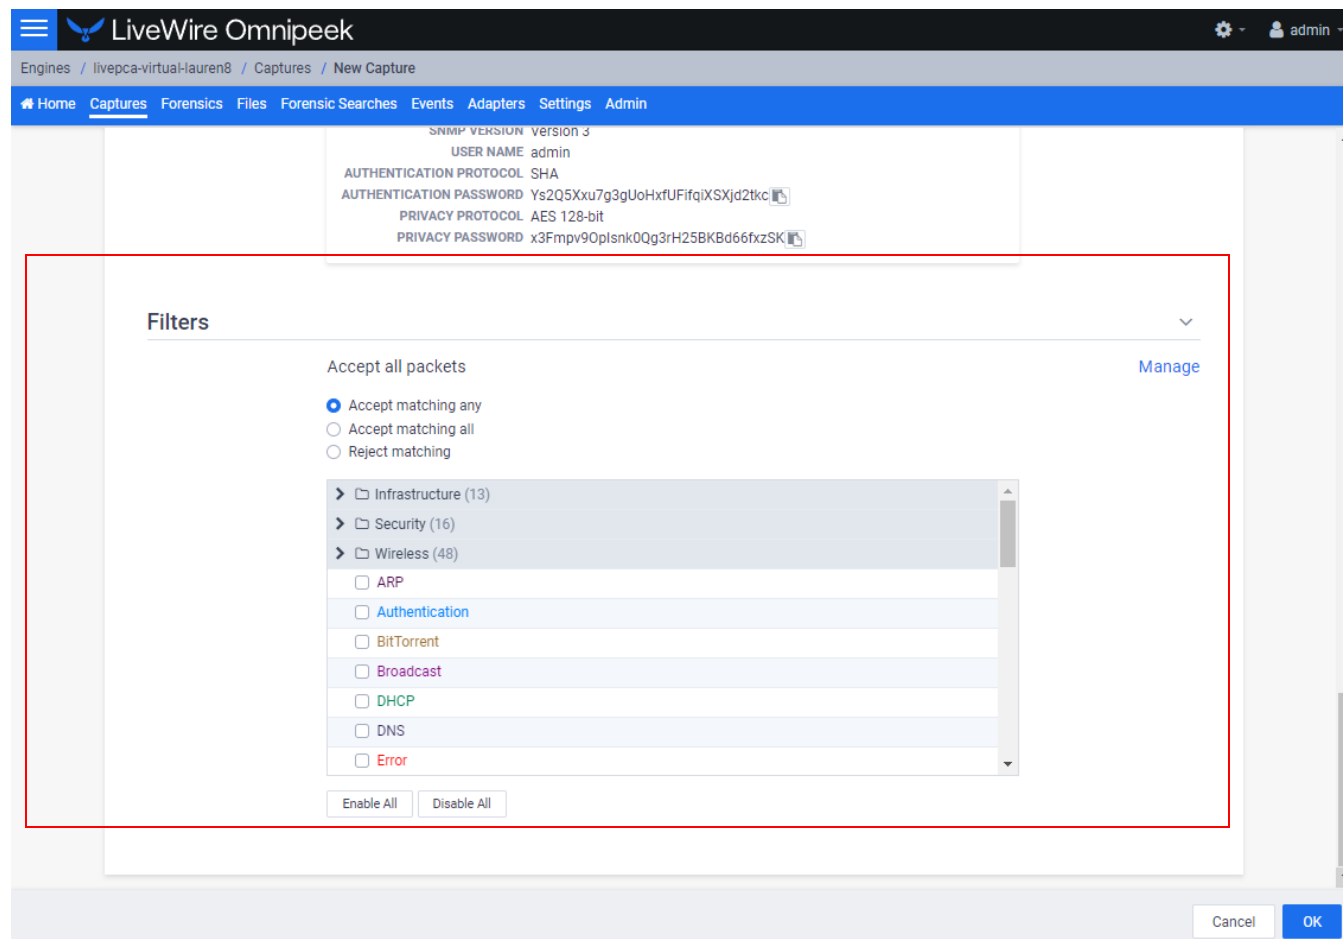 LiveWire Omnipeek
admin
Engines / livepca-virtual-lauren8 / Captures / New Capture
Home Captures Forensics Files Forensic Searches Events Adapters Settings Admin
SNMP VERSION Version 3
USER NAME admin
AUTHENTICATION PROTOCOL SHA
AUTHENTICATION PASSWORD Ys2Q5Xxu7g3gUoHxfUFifqiXSXjd2tkc
PRIVACY PROTOCOL AES 128-bit
PRIVACY PASSWORD x3Fmpv9OpIsnk0Qg3rH25BKBd66fxzSK
Filters
Accept all packets Manage
Accept matching any
Accept matching all
Reject matching
Infrastructure (13)
Security (16)
Wireless (48)
ARP
Authentication
BitTorrent
Broadcast
DHCP
DNS
Error
Enable All Disable All
Cancel OK